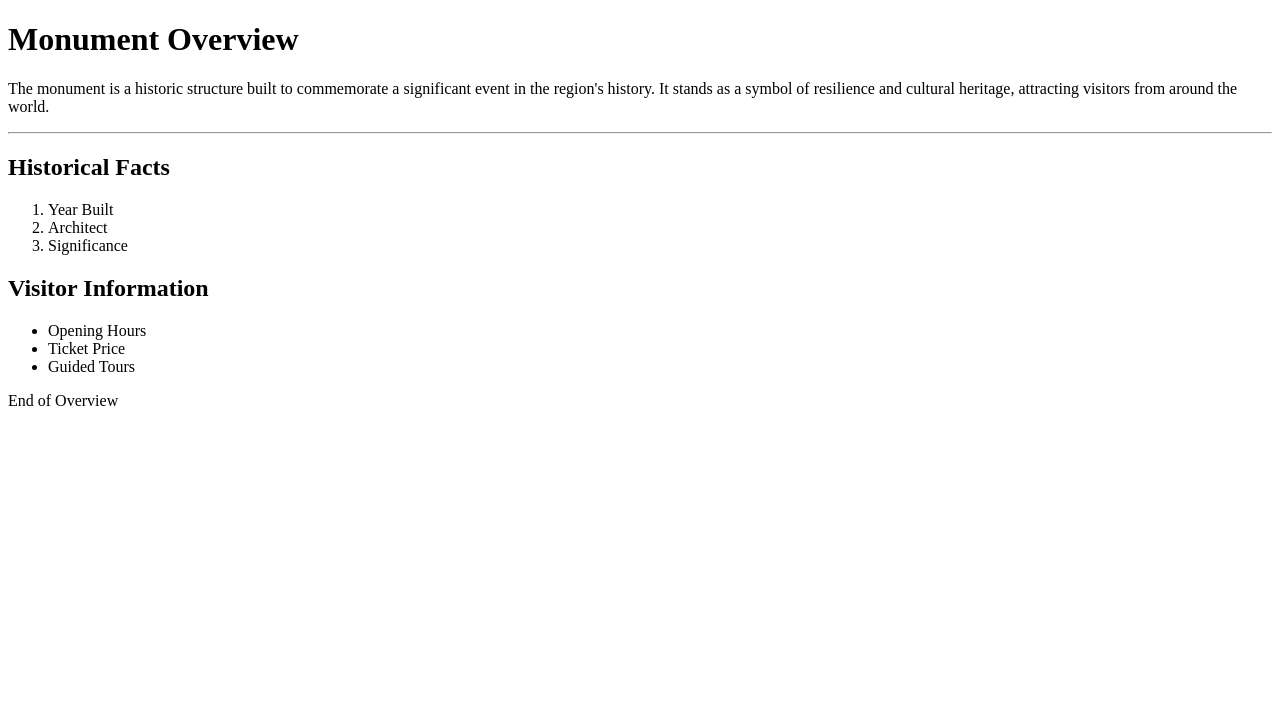 Monument Overview
The monument is a historic structure built to commemorate a significant event in the region's history. It stands as a symbol of resilience and cultural heritage, attracting visitors from around the
world.
Historical Facts
1. Year Built
2. Architect
3. Significance
Visitor Information
• Opening Hours
• Ticket Price
• Guided Tours
End of Overview